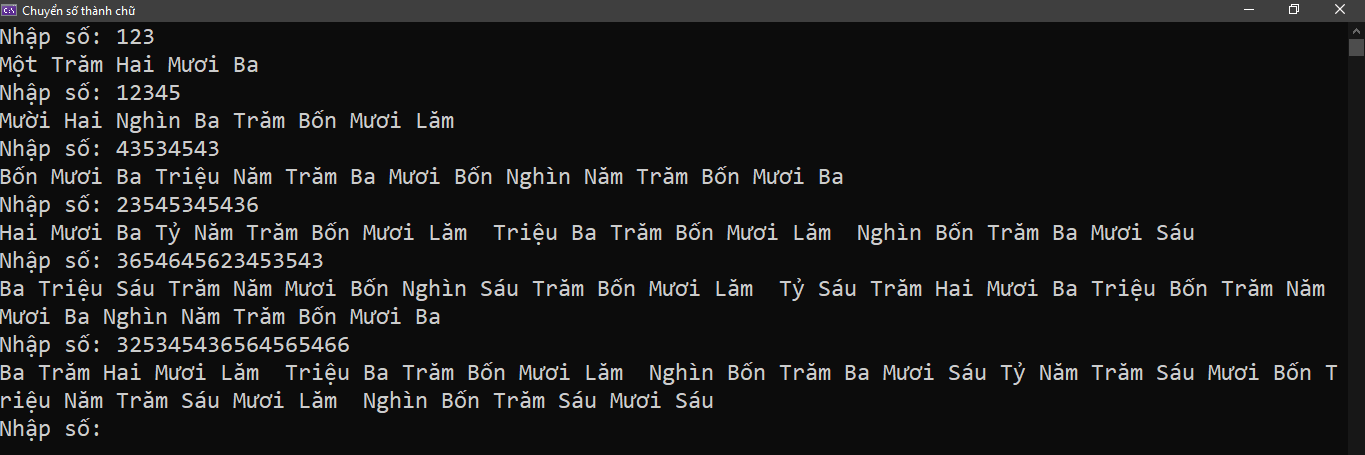 Chuyển số thành chữ
Nhập số: 123
Một Trăm Hai Mươi Ba
Nhập số: 12345
Mười Hai Nghìn Ba Trăm Bốn Mươi Lăm
Nhập số: 43534543
Bốn Mươi Ba Triệu Năm Trăm Ba Mươi Bốn Nghìn Năm Trăm Bốn Mươi Ba
Nhập số: 23545345436
Hai Mươi Ba Tỷ Năm Trăm Bốn Mươi Lăm  Triệu Ba Trăm Bốn Mươi Lăm  Nghìn Bốn Trăm Ba Mươi Sáu
Nhập số: 3654645623453543
Ba Triệu Sáu Trăm Năm Mươi Bốn Nghìn Sáu Trăm Bốn Mươi Lăm  Tỷ Sáu Trăm Hai Mươi Ba Triệu Bốn Trăm Năm
Mươi Ba Nghìn Năm Trăm Bốn Mươi Ba
Nhập số: 325345436564565466
Ba Trăm Hai Mươi Lăm  Triệu Ba Trăm Bốn Mươi Lăm  Nghìn Bốn Trăm Ba Mươi Sáu Tỷ Năm Trăm Sáu Mươi Bốn T
riệu Năm Trăm Sáu Mươi Lăm  Nghìn Bốn Trăm Sáu Mươi Sáu
Nhập số: